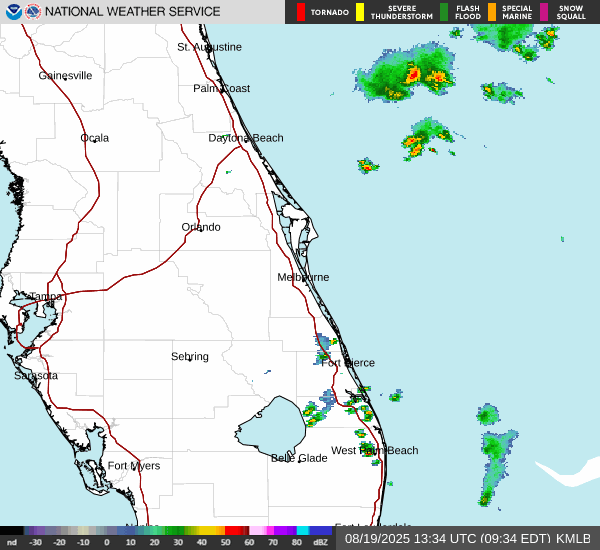 NATIONAL WEATHER SERVICE
TORNADO
SEVERE THUNDERSTORM
FLASH FLOOD
SPECIAL MARINE
SNOW SQUALL
St. Augustine
Gainesville
Palm Coast
Ocala
Daytona Beach
Orlando
Melbourne
Tampa
Sebring
Fort Pierce
Sarasota
West Palm Beach
Belle Glade
Fort Myers
Fort Lauderdale
nd -30 -20 -10 0 10 20 30 40 50 60 70 80 dBZ
08/19/2025 13:34 UTC (09:34 EDT) KMLB